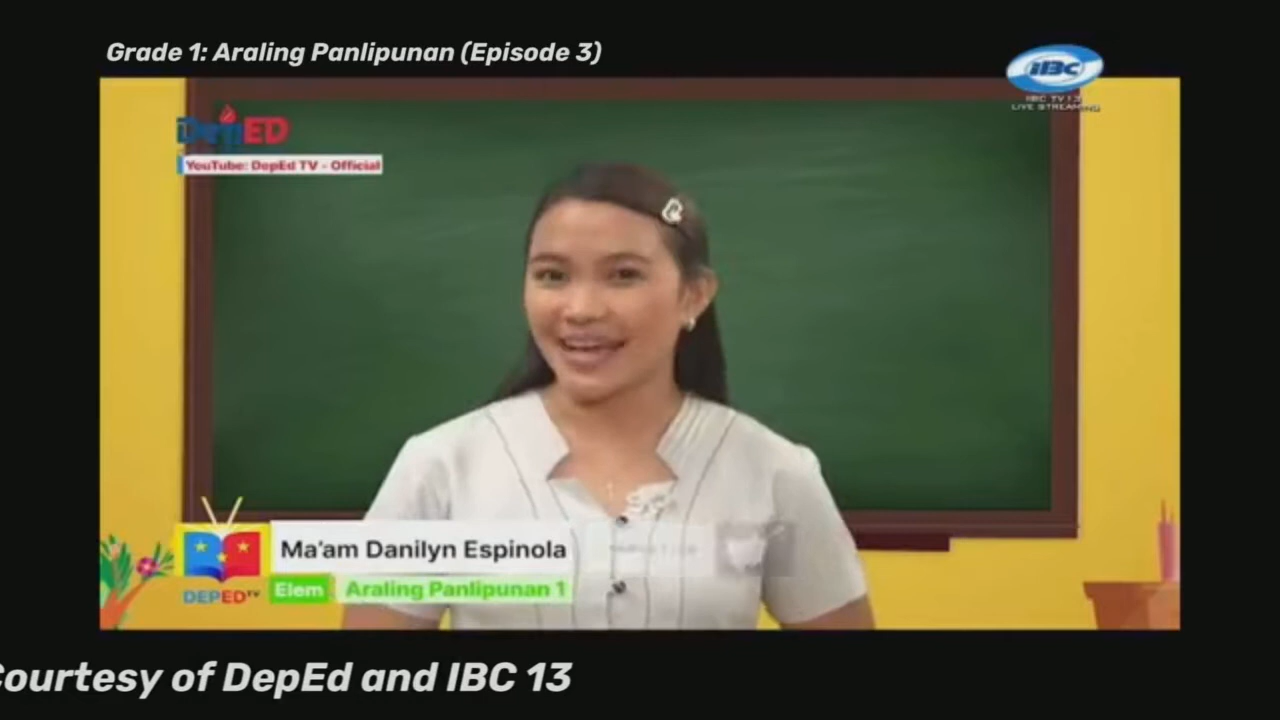 Grade 1: Araling Panlipunan (Episode 3)
iBC
IBC TV 13
LIVE STREAMING
DepED
YouTube: DepEd TV - Official
Ma'am Danilyn Espinola
Elem Araling Panlipunan 1
DEPED TV
Courtesy of DepEd and IBC 13